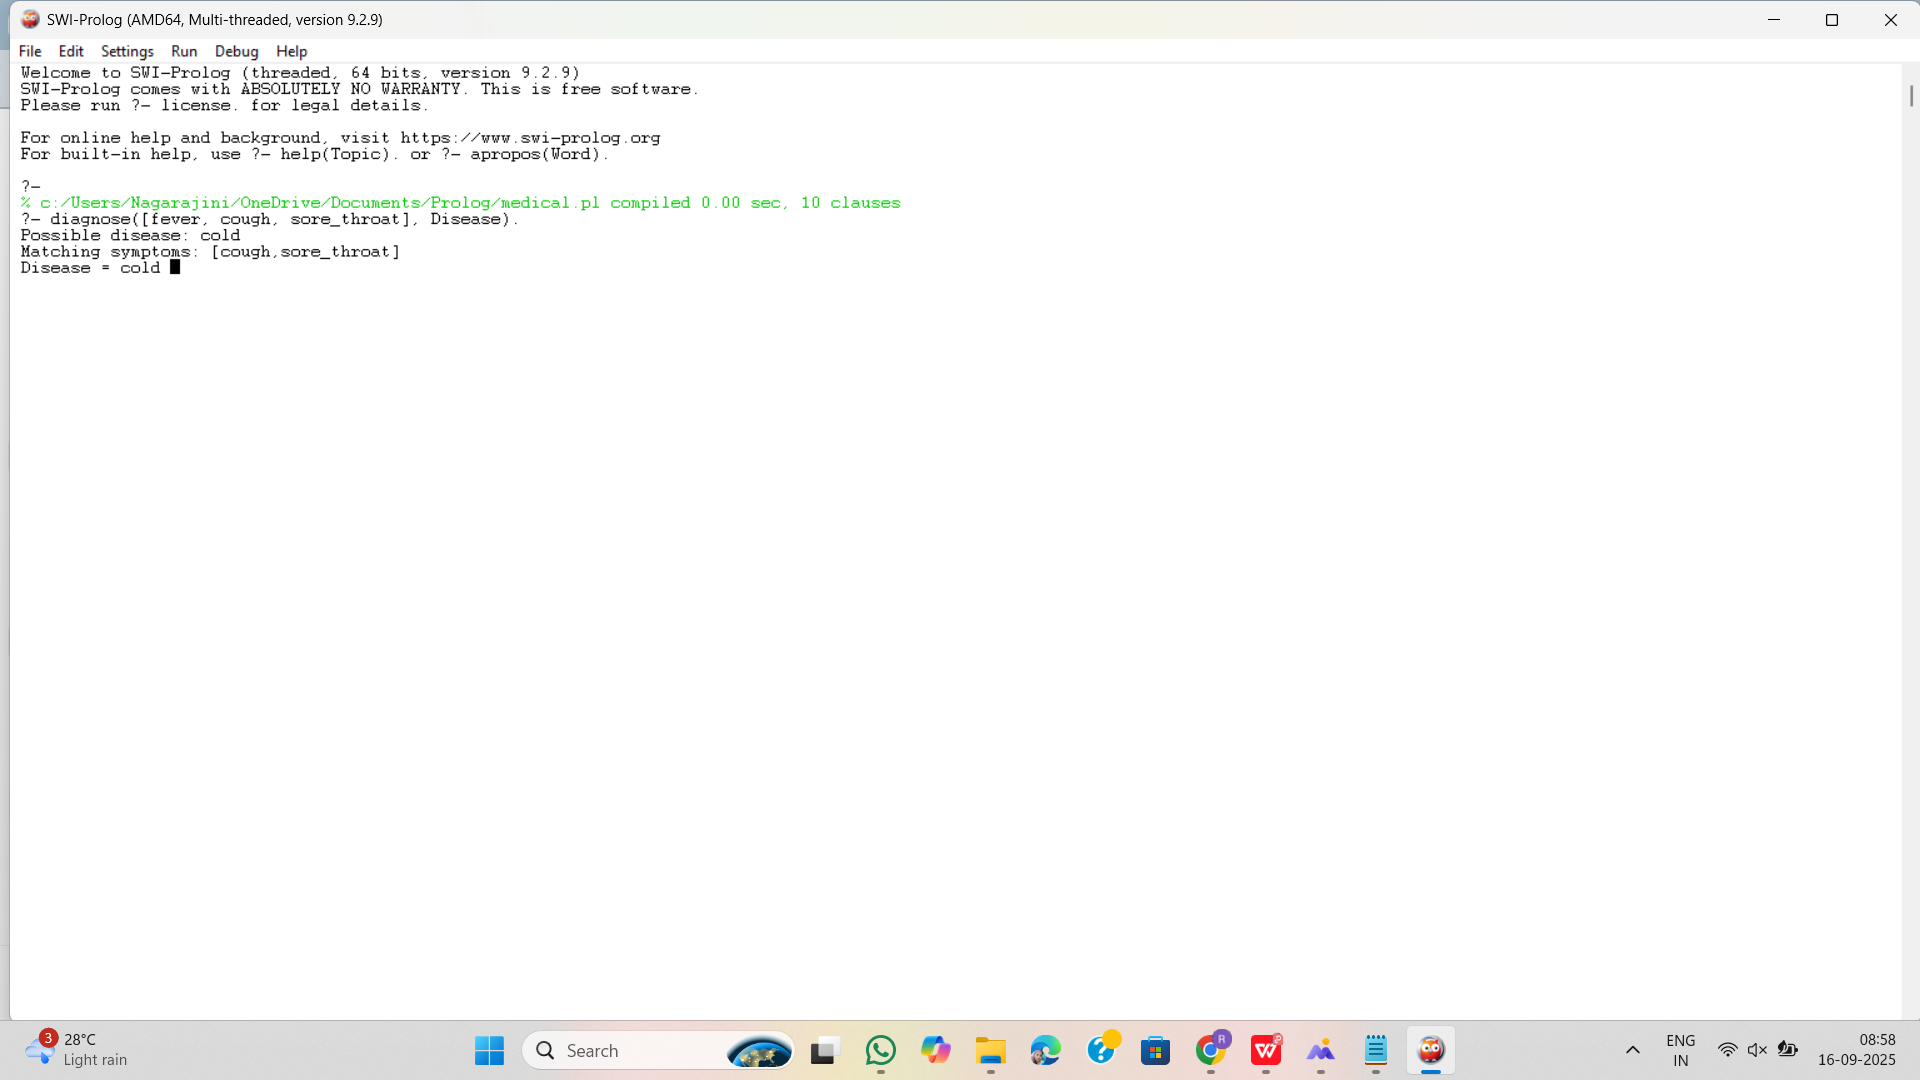 SWI-Prolog (AMD64, Multi-threaded, version 9.2.9)
File Edit Settings Run Debug Help
Welcome to SWI-Prolog (threaded, 64 bits, version 9.2.9)
SWI-Prolog comes with ABSOLUTELY NO WARRANTY. This is free software.
Please run ?- license. for legal details.
For online help and background, visit https://www.swi-prolog.org
For built-in help, use ?- help(Topic). or ?- apropos(Word).
?-
% c:/Users/Nagarajini/OneDrive/Documents/Prolog/medical.pl compiled 0.00 sec, 10 clauses
?- diagnose([fever, cough, sore_throat], Disease).
Possible disease: cold
Matching symptoms: [cough,sore_throat]
Disease = cold
3
28°C
Light rain
Search
R
W
ENG
IN
08:58
16-09-2025